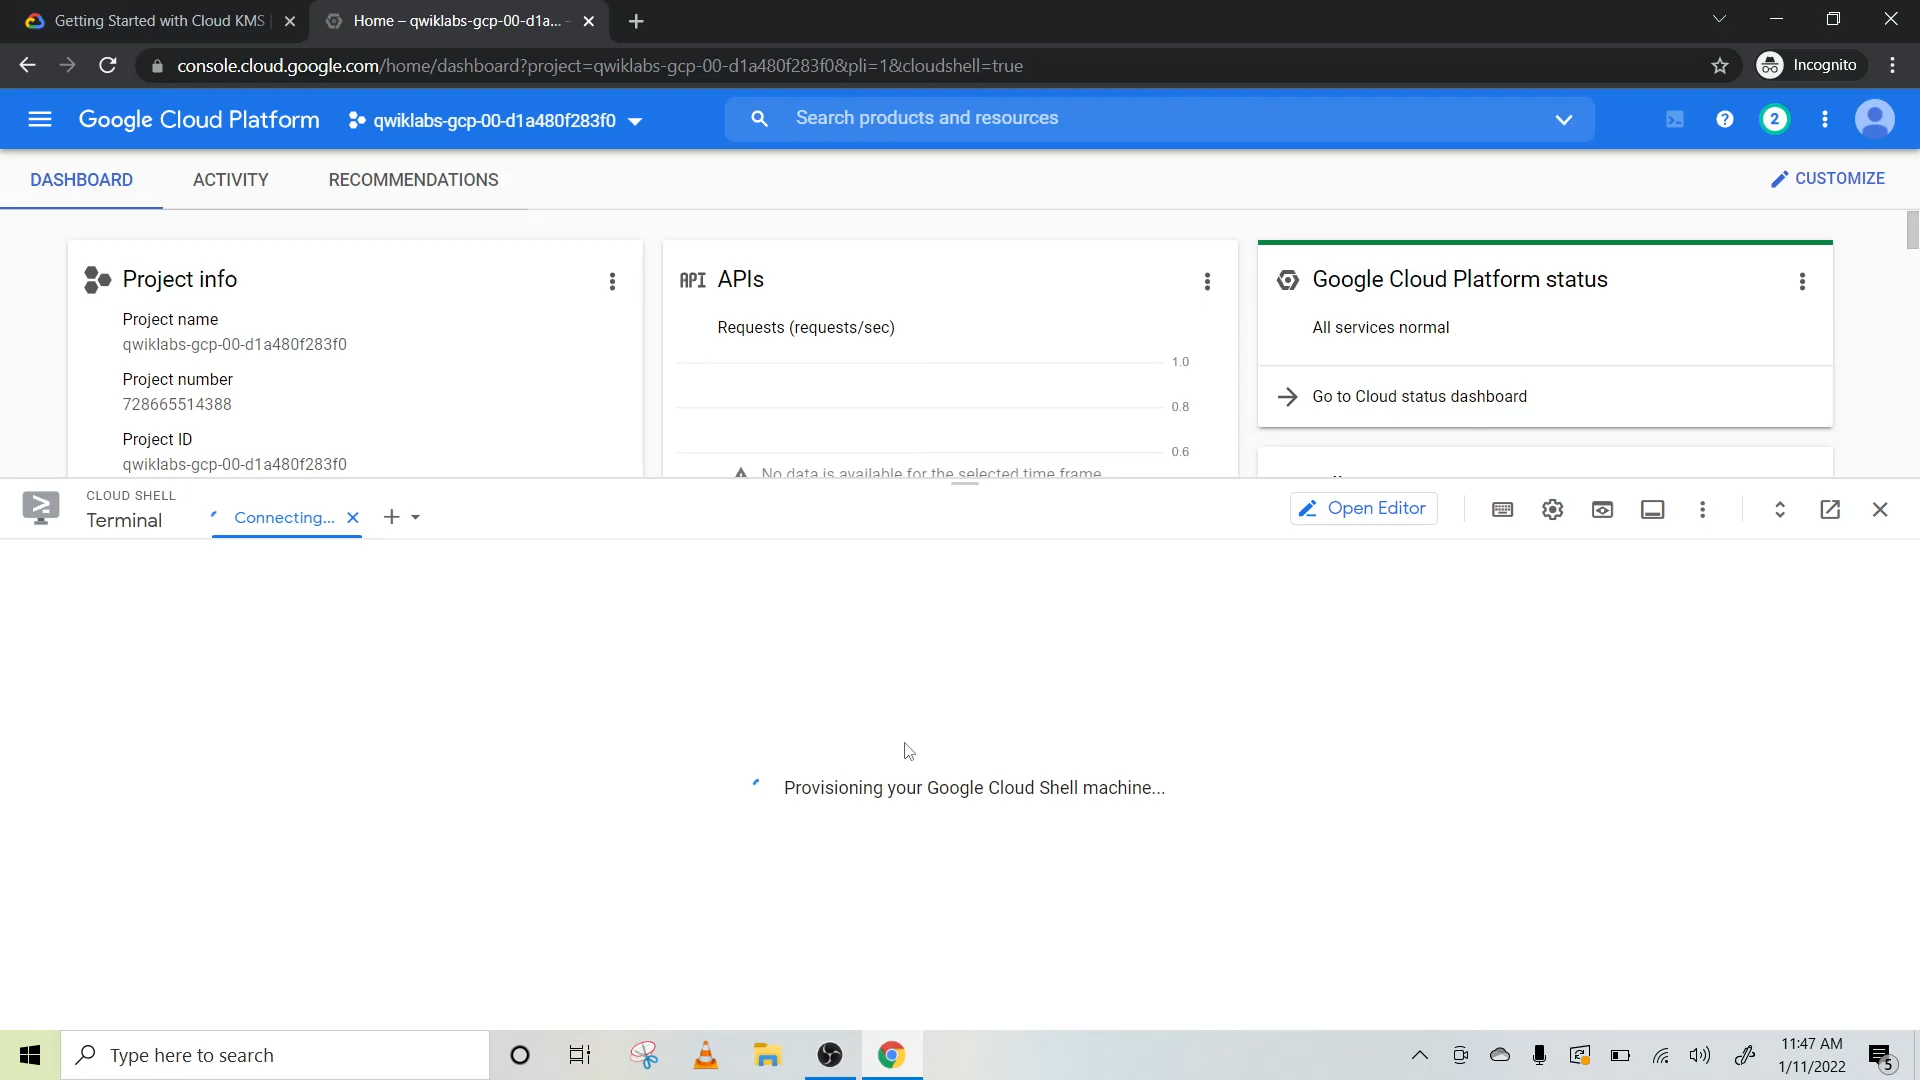 Getting Started with Cloud KMS
Home – qwiklabs-gcp-00-d1a...
console.cloud.google.com/home/dashboard?project=qwiklabs-gcp-00-d1a480f283f0&pli=1&cloudshell=true
Incognito
Google Cloud Platform
qwiklabs-gcp-00-d1a480f283f0
Search products and resources
2
DASHBOARD
ACTIVITY
RECOMMENDATIONS
CUSTOMIZE
Project info
Project name
qwiklabs-gcp-00-d1a480f283f0
Project number
728665514388
Project ID
qwiklabs-gcp-00-d1a480f283f0
API APIs
Requests (requests/sec)
1.0
0.8
0.6
No data is available for the selected time frame
Google Cloud Platform status
All services normal
Go to Cloud status dashboard
CLOUD SHELL
Terminal
Connecting...
Open Editor
Provisioning your Google Cloud Shell machine...
Type here to search
11:47 AM
1/11/2022
5